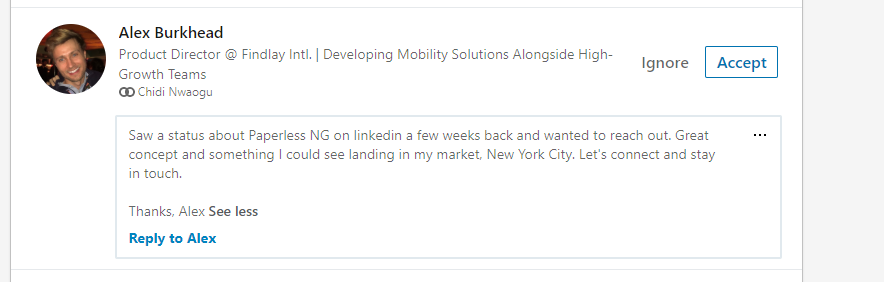 Alex Burkhead
Product Director @ Findlay Intl. | Developing Mobility Solutions Alongside High-
Growth Teams
Chidi Nwaogu
Ignore
Accept
Saw a status about Paperless NG on linkedin a few weeks back and wanted to reach out. Great
concept and something I could see landing in my market, New York City. Let's connect and stay
in touch.
Thanks, Alex See less
Reply to Alex